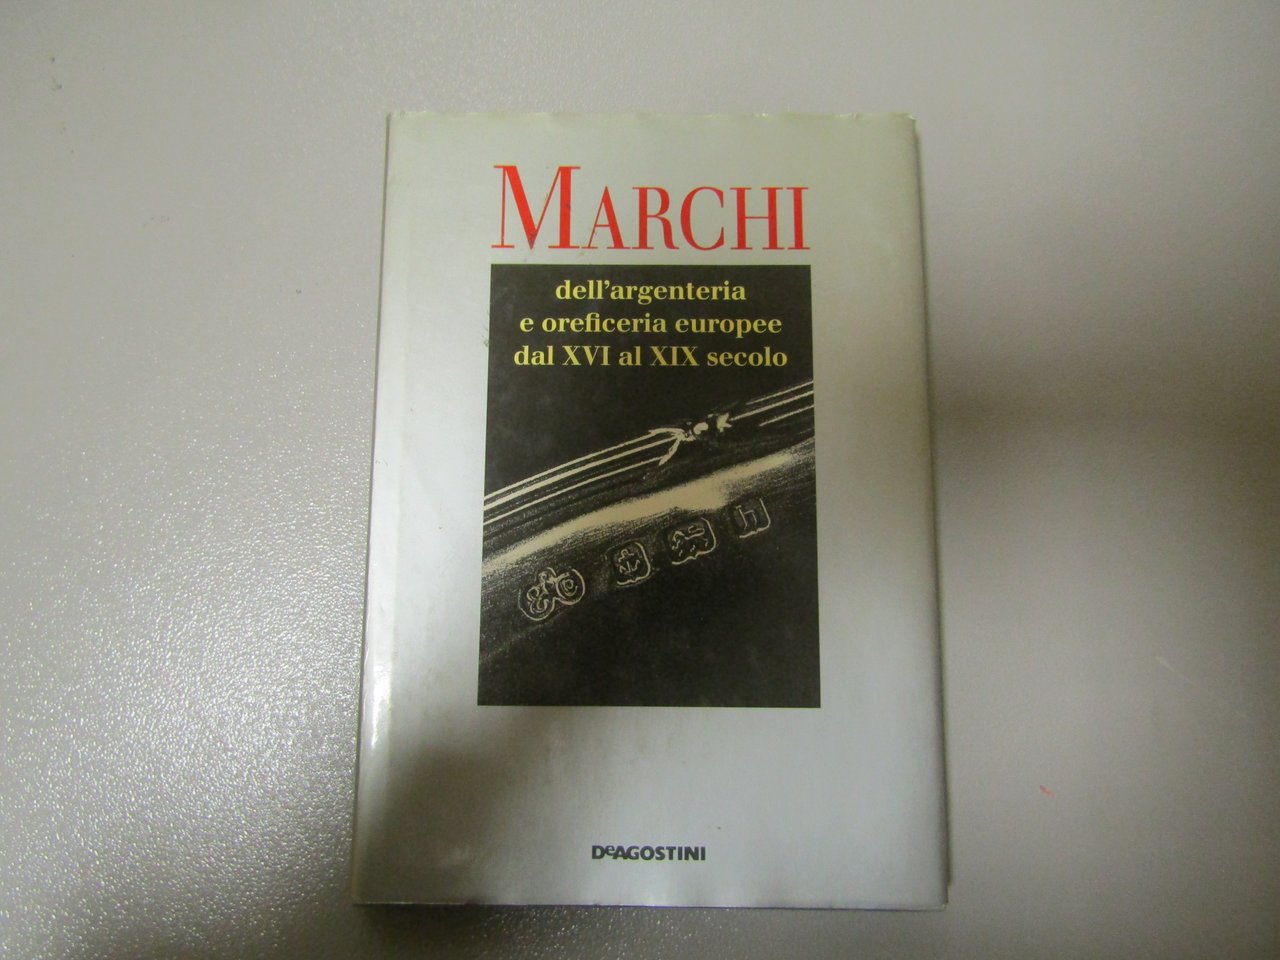 MARCHI
dell'argenteria
e oreficeria europee
dal XVI al XIX secolo
DeAGOSTINI